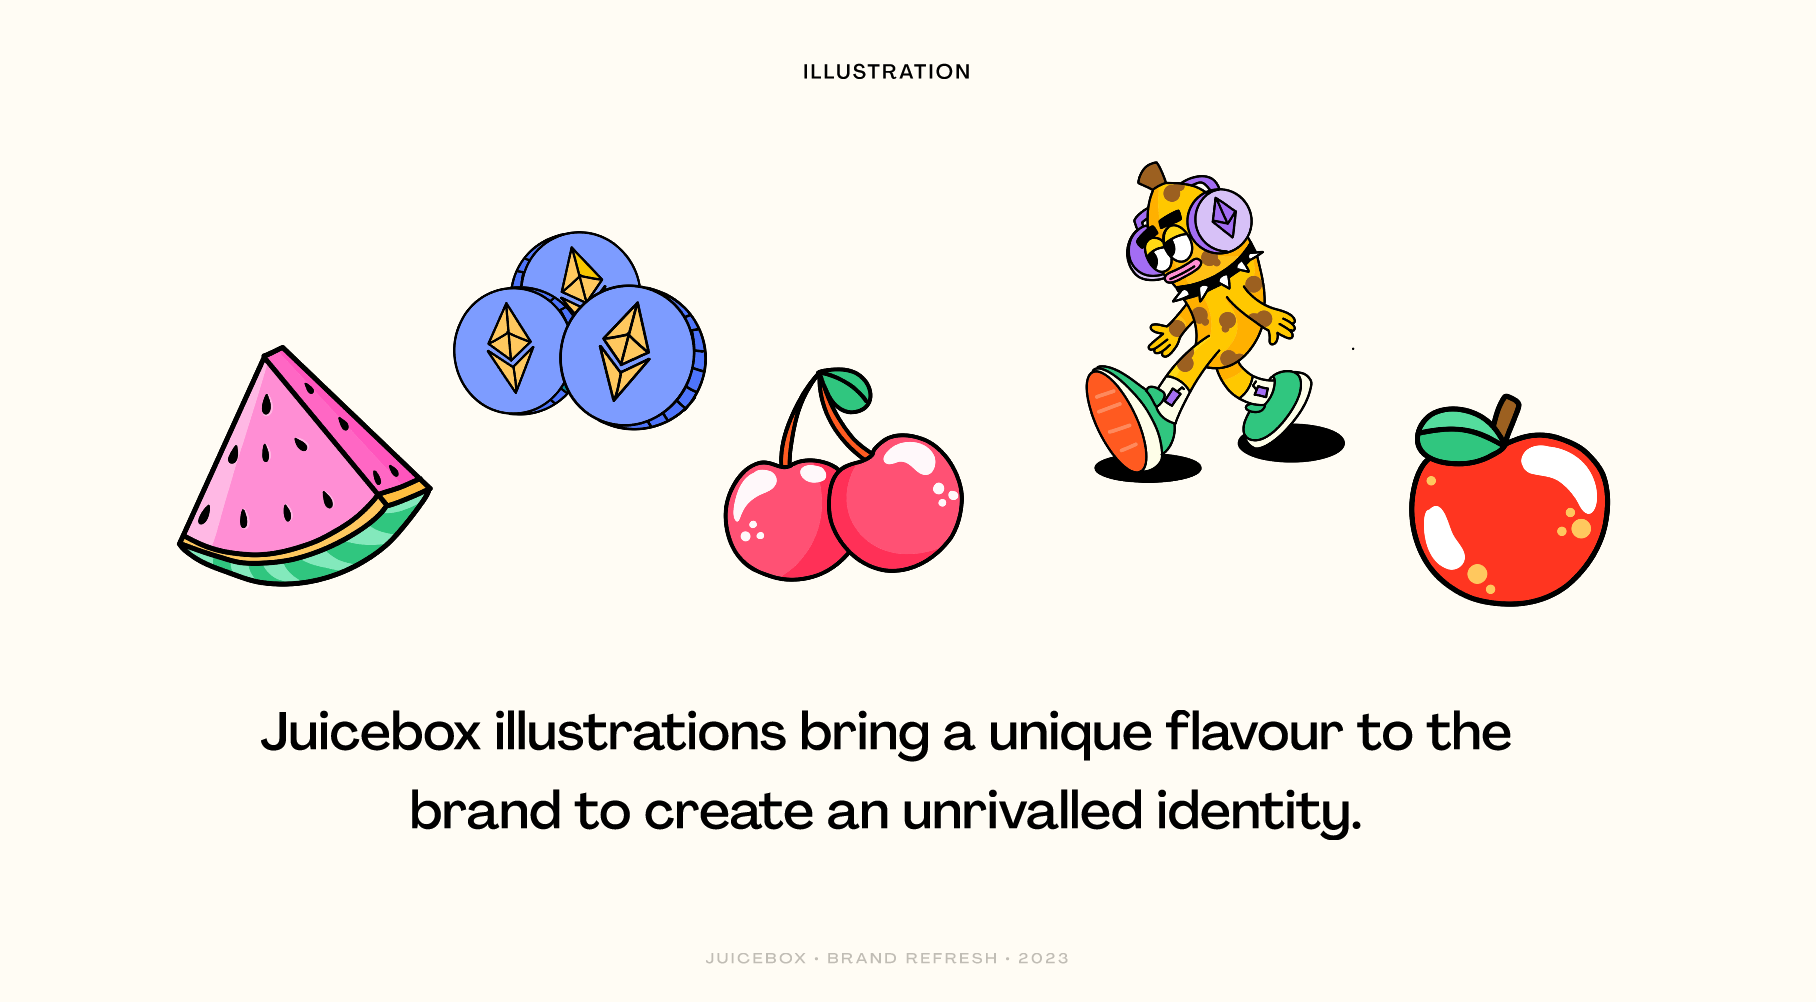 ILLUSTRATION
Juicebox illustrations bring a unique flavour to the
brand to create an unrivalled identity.
JUICEBOX • BRAND REFRESH • 2023